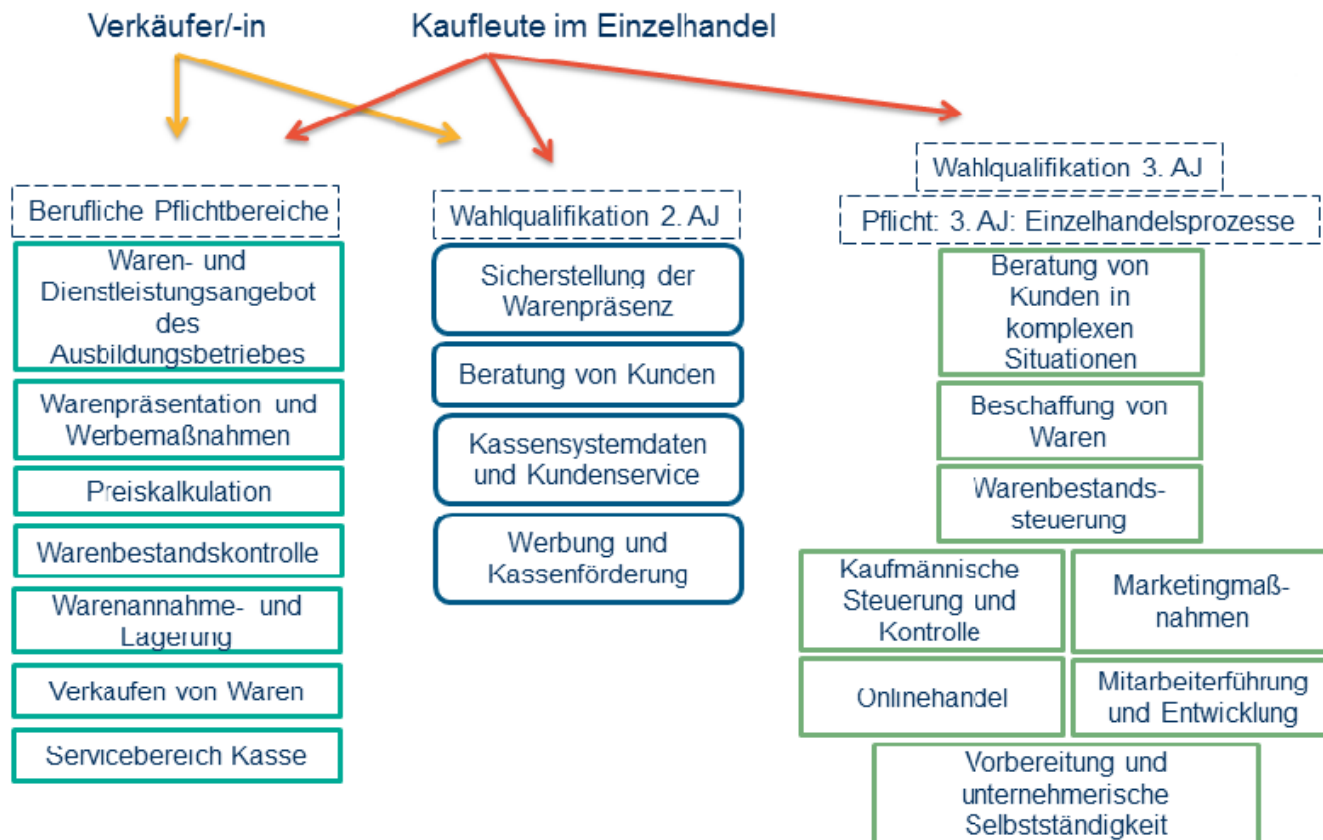 Verkäufer/-in
Kaufleute im Einzelhandel
Berufliche Pflichtbereiche
Waren- und
Dienstleistungsangebot
des
Ausbildungsbetriebes
Warenpräsentation und
Werbemaßnahmen
Preiskalkulation
Warenbestandskontrolle
Warenannahme- und
Lagerung
Verkaufen von Waren
Servicebereich Kasse
Wahlqualifikation 2. AJ
Sicherstellung der
Warenpräsenz
Beratung von Kunden
Kassensystemdaten
und Kundenservice
Werbung und
Kassenförderung
Wahlqualifikation 3. AJ
Pflicht: 3. AJ: Einzelhandelsprozesse
Beratung von
Kunden in
komplexen
Situationen
Beschaffung von
Waren
Warenbestands-
steuerung
Kaufmännische
Steuerung und
Kontrolle
Marketingmaß-
nahmen
Onlinehandel
Mitarbeiterführung
und Entwicklung
Vorbereitung und
unternehmerische
Selbstständigkeit